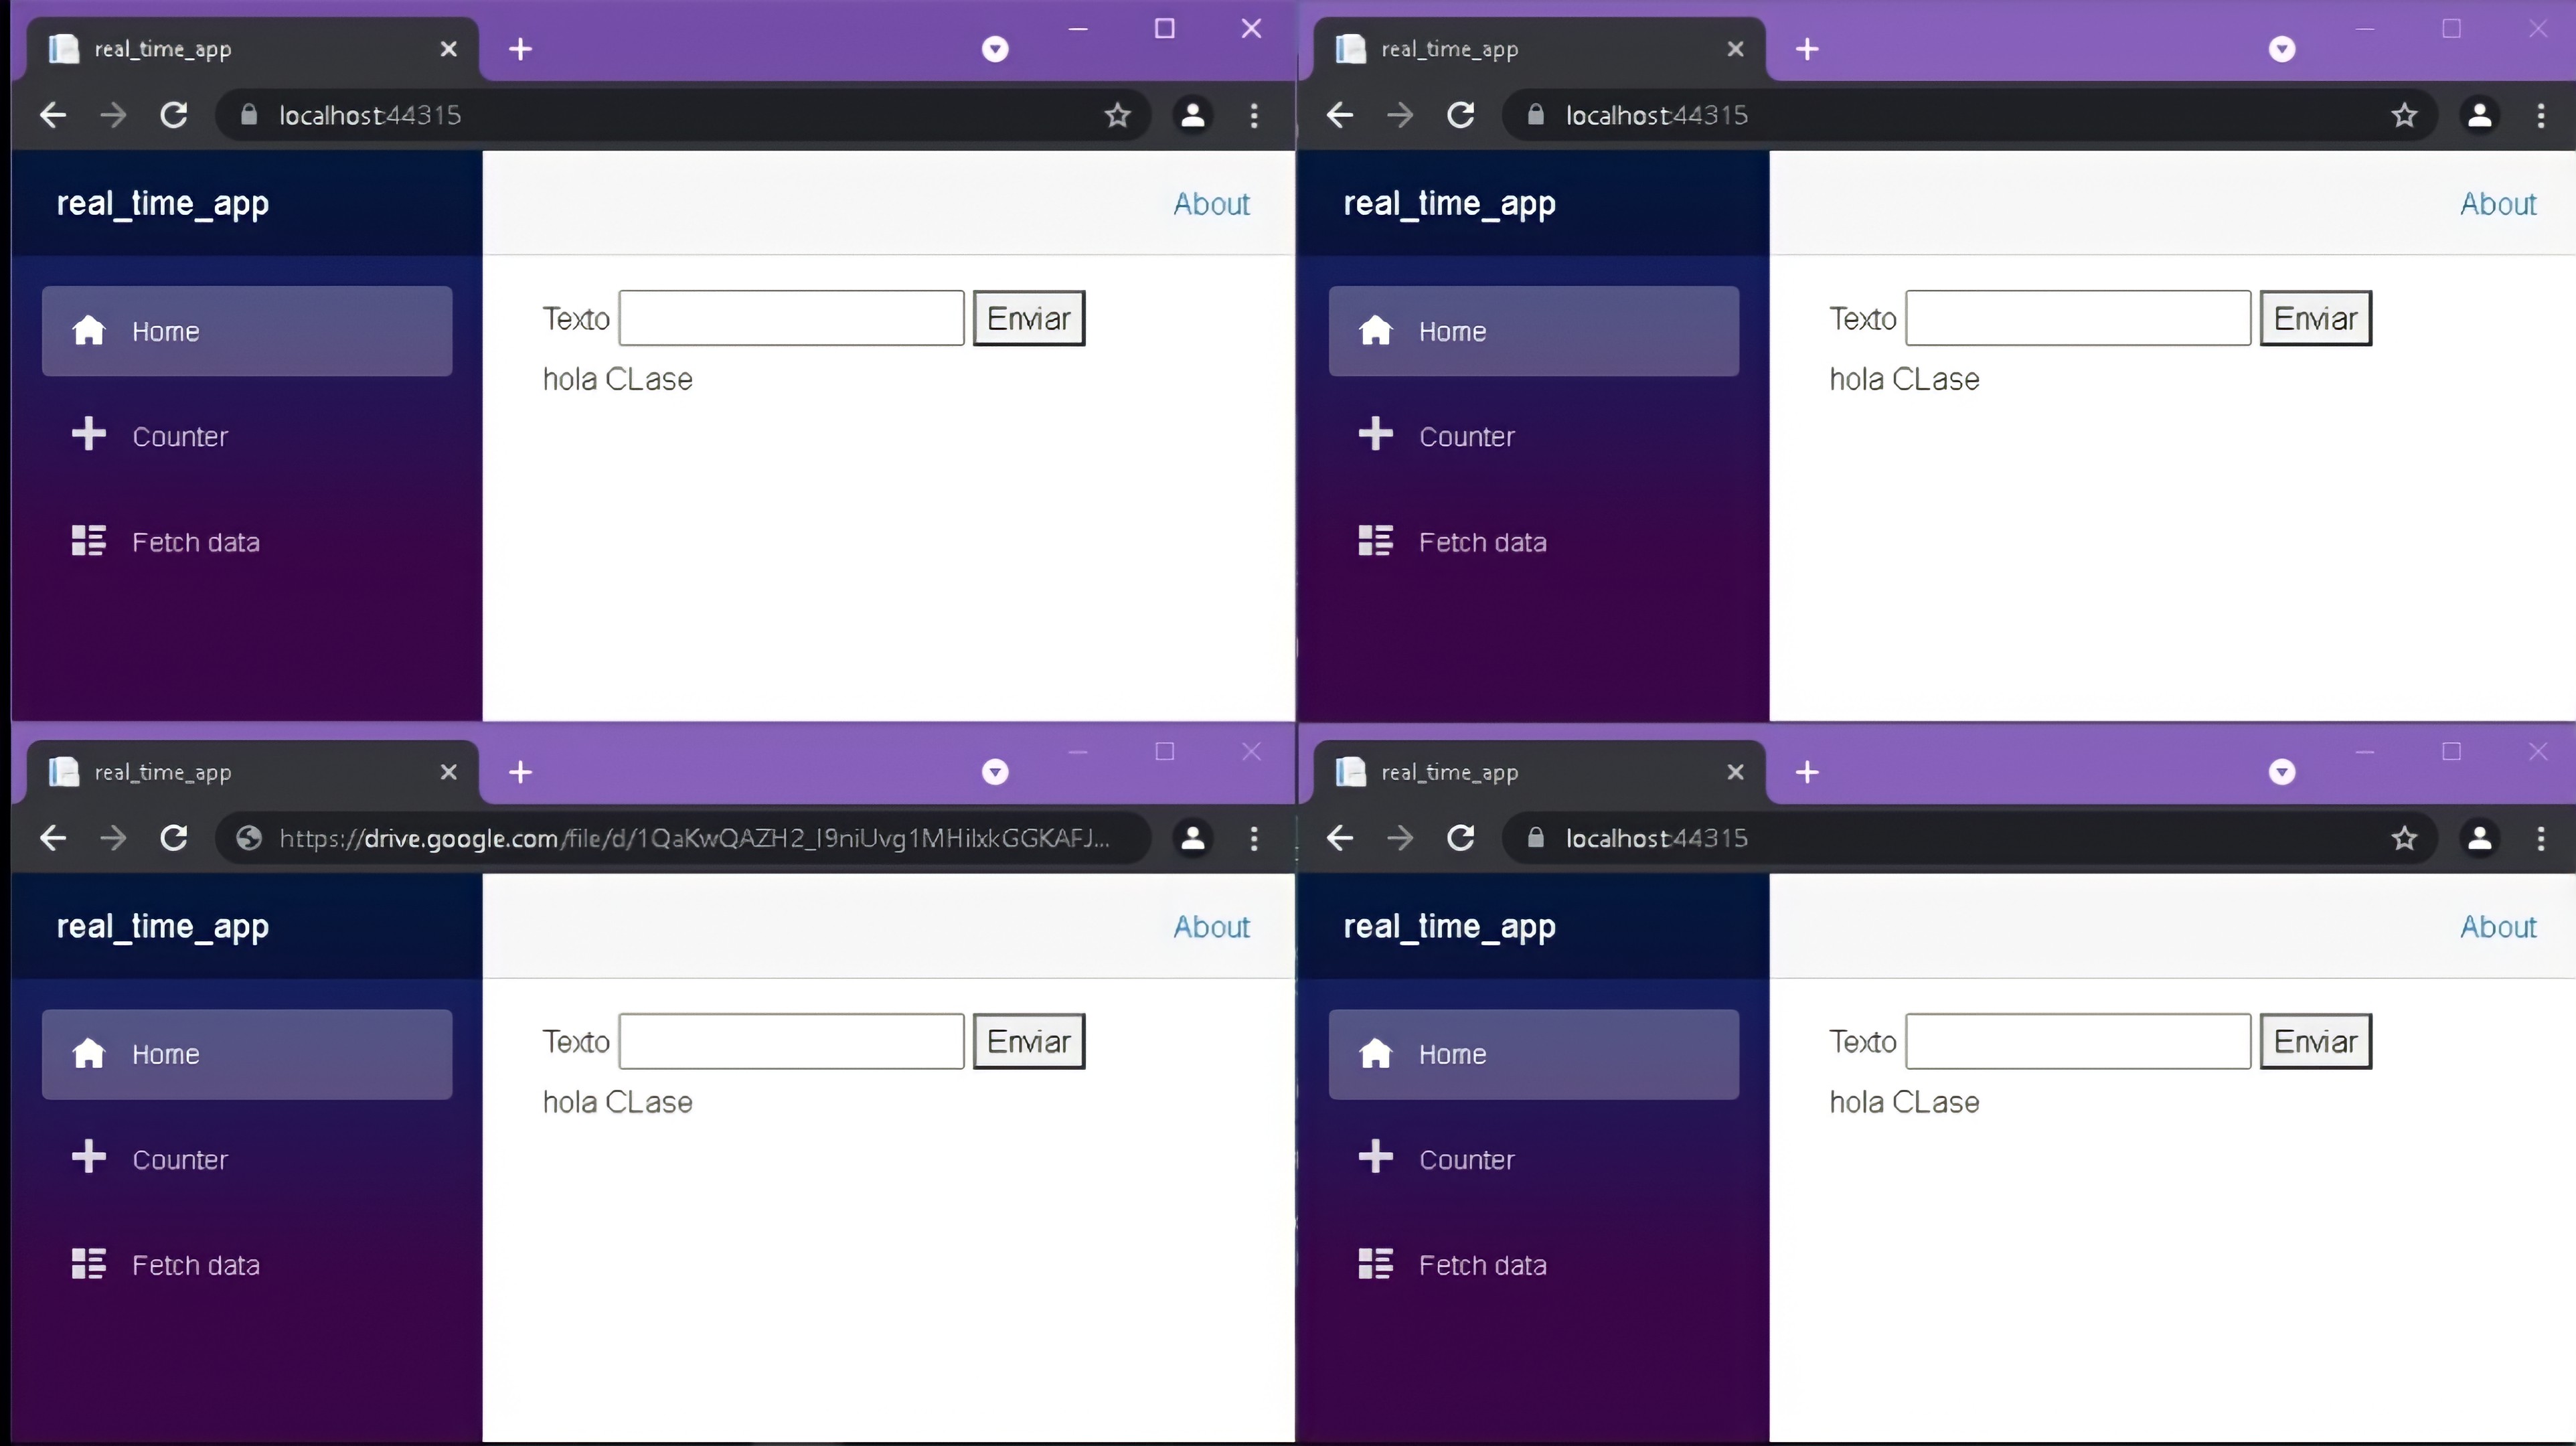 real_time_app
localhost:44315
real_time_app
About
Home
Texto
Enviar
hola CLase
Counter
Fetch data
real_time_app
localhost:44315
real_time_app
About
Home
Texto
Enviar
hola CLase
Counter
Fetch data
real_time_app
https://drive.google.com/file/d/1QaKwQAZH2_I9niUvg1MHilxkGGKAFJ...
real_time_app
About
Home
Texto
Enviar
hola CLase
Counter
Fetch data
real_time_app
localhost:44315
real_time_app
About
Home
Texto
Enviar
hola CLase
Counter
Fetch data